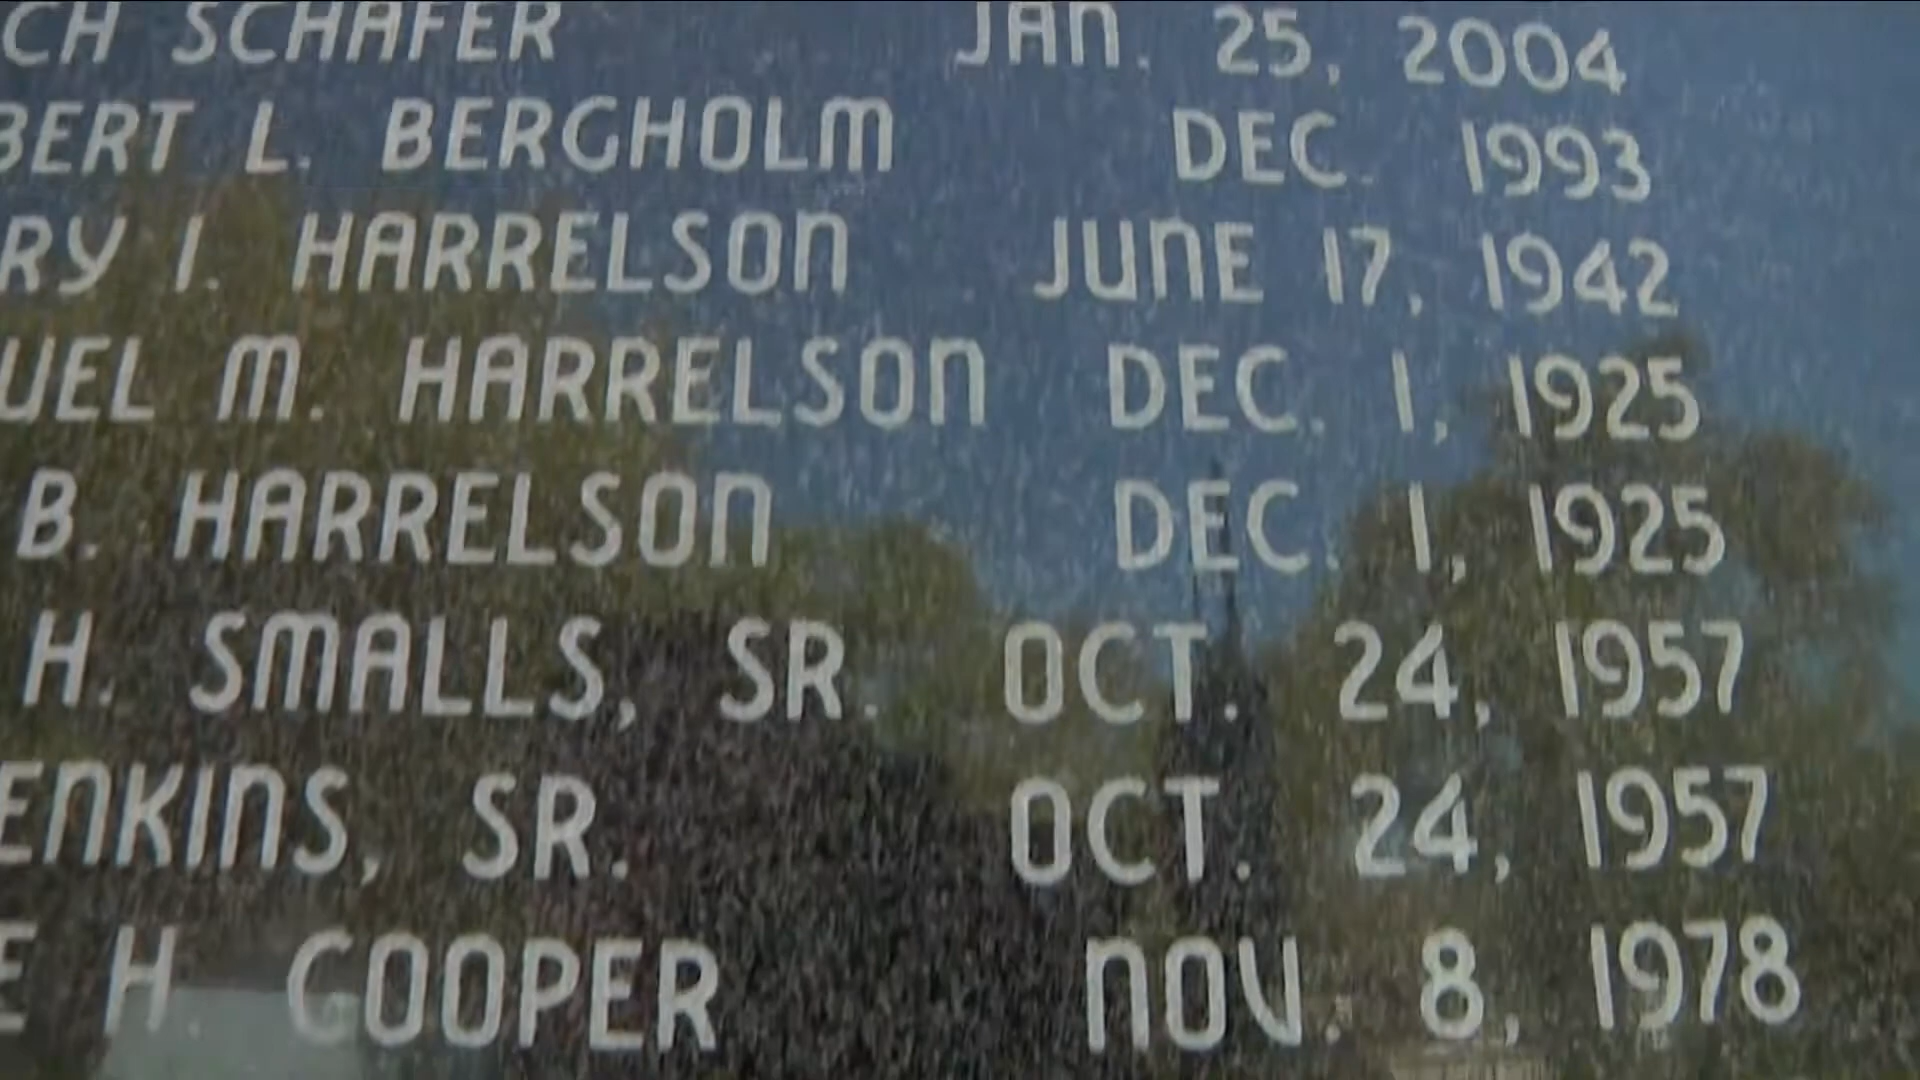 CH SCHAFER JAN. 25, 2004
BERT L. BERGHOLM DEC. 1993
RY I. HARRELSON JUNE 17, 1942
UEL M. HARRELSON DEC. 1, 1925
B. HARRELSON DEC. 1, 1925
H. SMALLS, SR. OCT. 24, 1957
ENKINS, SR. OCT. 24, 1957
E H. COOPER NOV. 8, 1978